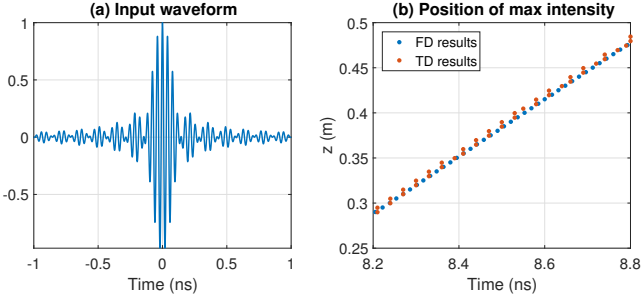 (a) Input waveform
1
0.5
0
-0.5
-1
-0.5
0
0.5
1
Time (ns)
(b) Position of max intensity
FD results
TD results
0.5
0.45
0.4
0.35
0.3
0.25
z (m)
8.2
8.4
8.6
8.8
Time (ns)